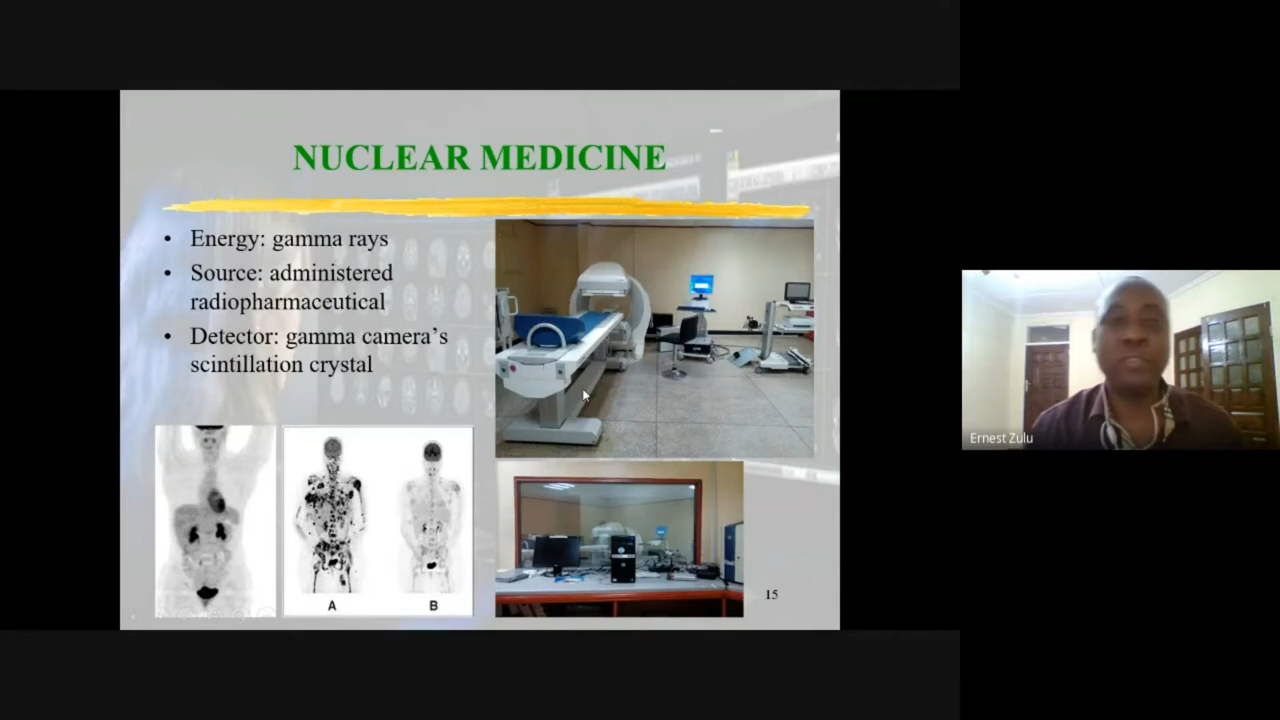 NUCLEAR MEDICINE
• Energy: gamma rays
• Source: administered
radiopharmaceutical
• Detector: gamma camera’s
scintillation crystal
A
B
15
Ernest Zulu